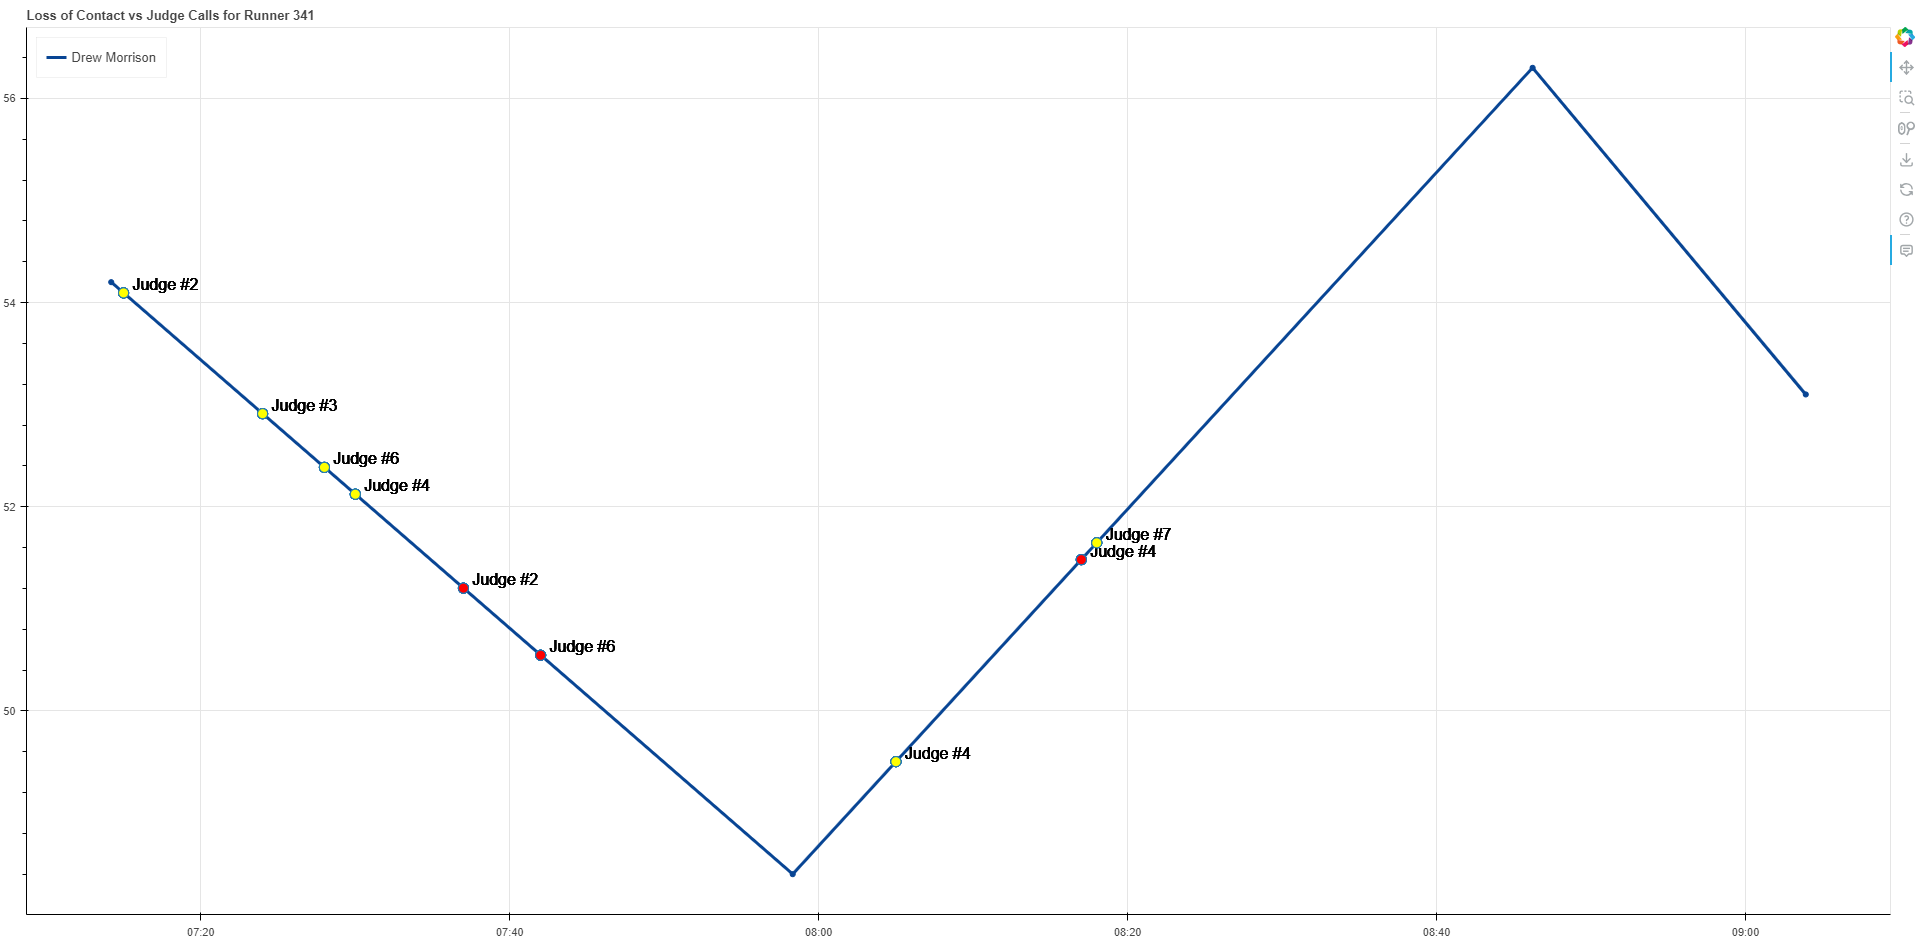 Loss of Contact vs Judge Calls for Runner 341
Drew Morrison
56
54
52
50
Judge #2
Judge #3
Judge #6
Judge #4
Judge #2
Judge #6
Judge #7
Judge #4
Judge #4
07:20
07:40
08:00
08:20
08:40
09:00